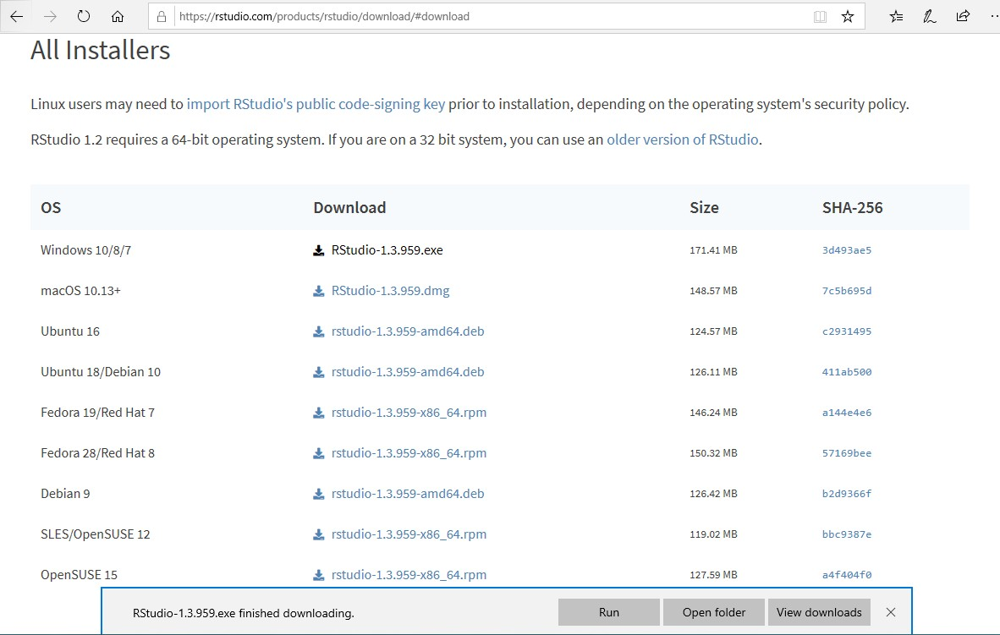 https://rstudio.com/products/rstudio/download/#download
All Installers
Linux users may need to import RStudio's public code-signing key prior to installation, depending on the operating system's security policy.
RStudio 1.2 requires a 64-bit operating system. If you are on a 32 bit system, you can use an older version of RStudio.
OS Download Size SHA-256
Windows 10/8/7 RStudio-1.3.959.exe 171.41 MB 3d493ae5
macOS 10.13+ RStudio-1.3.959.dmg 148.57 MB 7c5b695d
Ubuntu 16 rstudio-1.3.959-amd64.deb 124.57 MB c2931495
Ubuntu 18/Debian 10 rstudio-1.3.959-amd64.deb 126.11 MB 411ab500
Fedora 19/Red Hat 7 rstudio-1.3.959-x86_64.rpm 146.24 MB a144e4e6
Fedora 28/Red Hat 8 rstudio-1.3.959-x86_64.rpm 150.32 MB 57169bee
Debian 9 rstudio-1.3.959-amd64.deb 126.42 MB b2d9366f
SLES/OpenSUSE 12 rstudio-1.3.959-x86_64.rpm 119.02 MB bbc9387e
OpenSUSE 15 rstudio-1.3.959-x86_64.rpm 127.59 MB a4f404f0
RStudio-1.3.959.exe finished downloading. Run Open folder View downloads